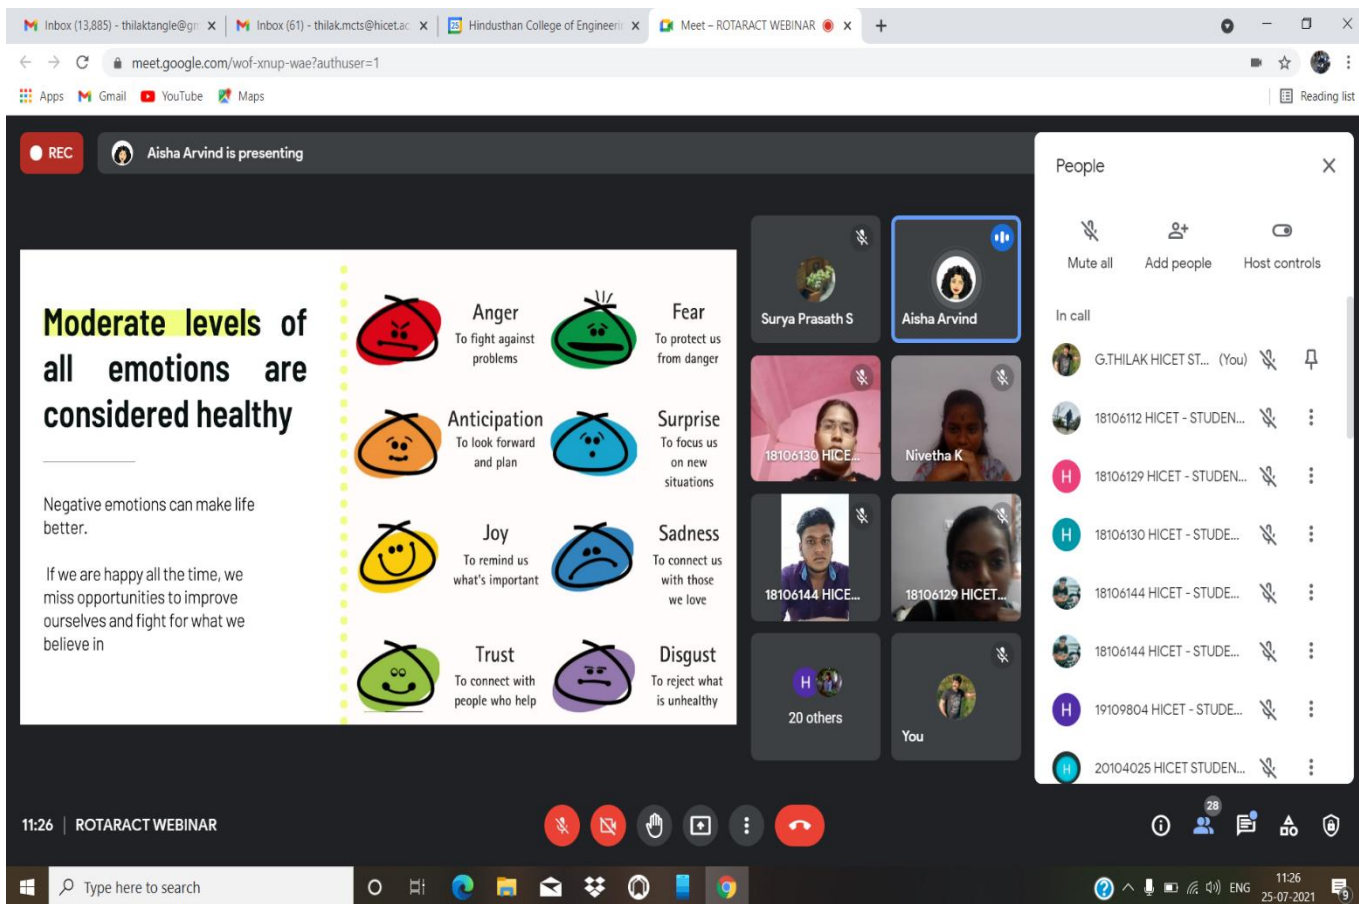 Inbox (13,885) - thilaktangle@gm
Inbox (61) - thilak.mcts@hicet.ac
25
Hindusthan College of Engineerin
Meet – ROTARACT WEBINAR
meet.google.com/wof-xnup-wae?authuser=1
Apps
Gmail
YouTube
Maps
Reading list
REC
Aisha Arvind is presenting
Moderate levels of
all emotions are
considered healthy
Negative emotions can make life
better.
If we are happy all the time, we
miss opportunities to improve
ourselves and fight for what we
believe in
Anger
To fight against
problems
Fear
To protect us
from danger
Anticipation
To look forward
and plan
Surprise
To focus us
on new
situations
Joy
To remind us
what's important
Sadness
To connect us
with those
we love
Trust
To connect with
people who help
Disgust
To reject what
is unhealthy
Surya Prasath S
Aisha Arvind
18106130 HICE...
Nivetha K
18106144 HICE...
18106129 HICET...
H
20 others
You
People
Mute all
Add people
Host controls
In call
G.THILAK HICET ST... (You)
18106112 HICET - STUDEN...
H
18106129 HICET - STUDEN...
H
18106130 HICET - STUDE...
18106144 HICET - STUDE...
18106144 HICET - STUDE...
H
19109804 HICET - STUDE...
H
20104025 HICET STUDEN...
11:26 | ROTARACT WEBINAR
28
Type here to search
ENG
11:26
25-07-2021
9